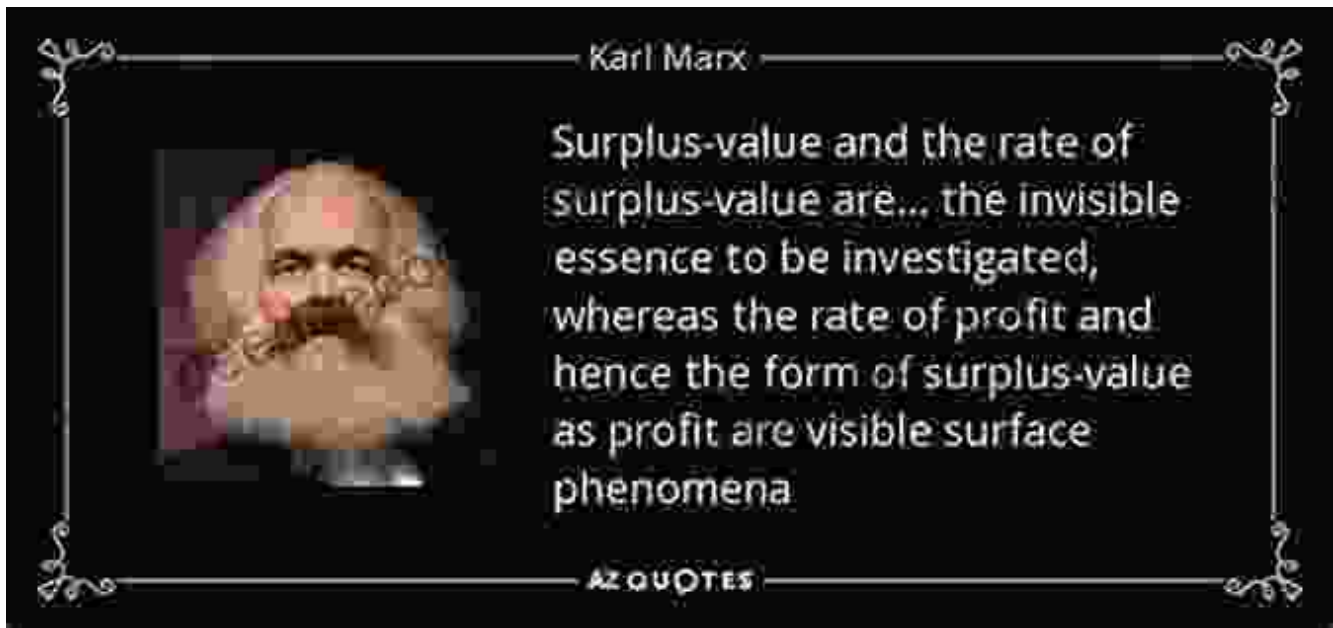 Karl Marx
Surplus-value and the rate of
surplus-value are... the invisible
essence to be investigated,
whereas the rate of profit and
hence the form of surplus-value
as profit are visible surface
phenomena
AZ QUOTES